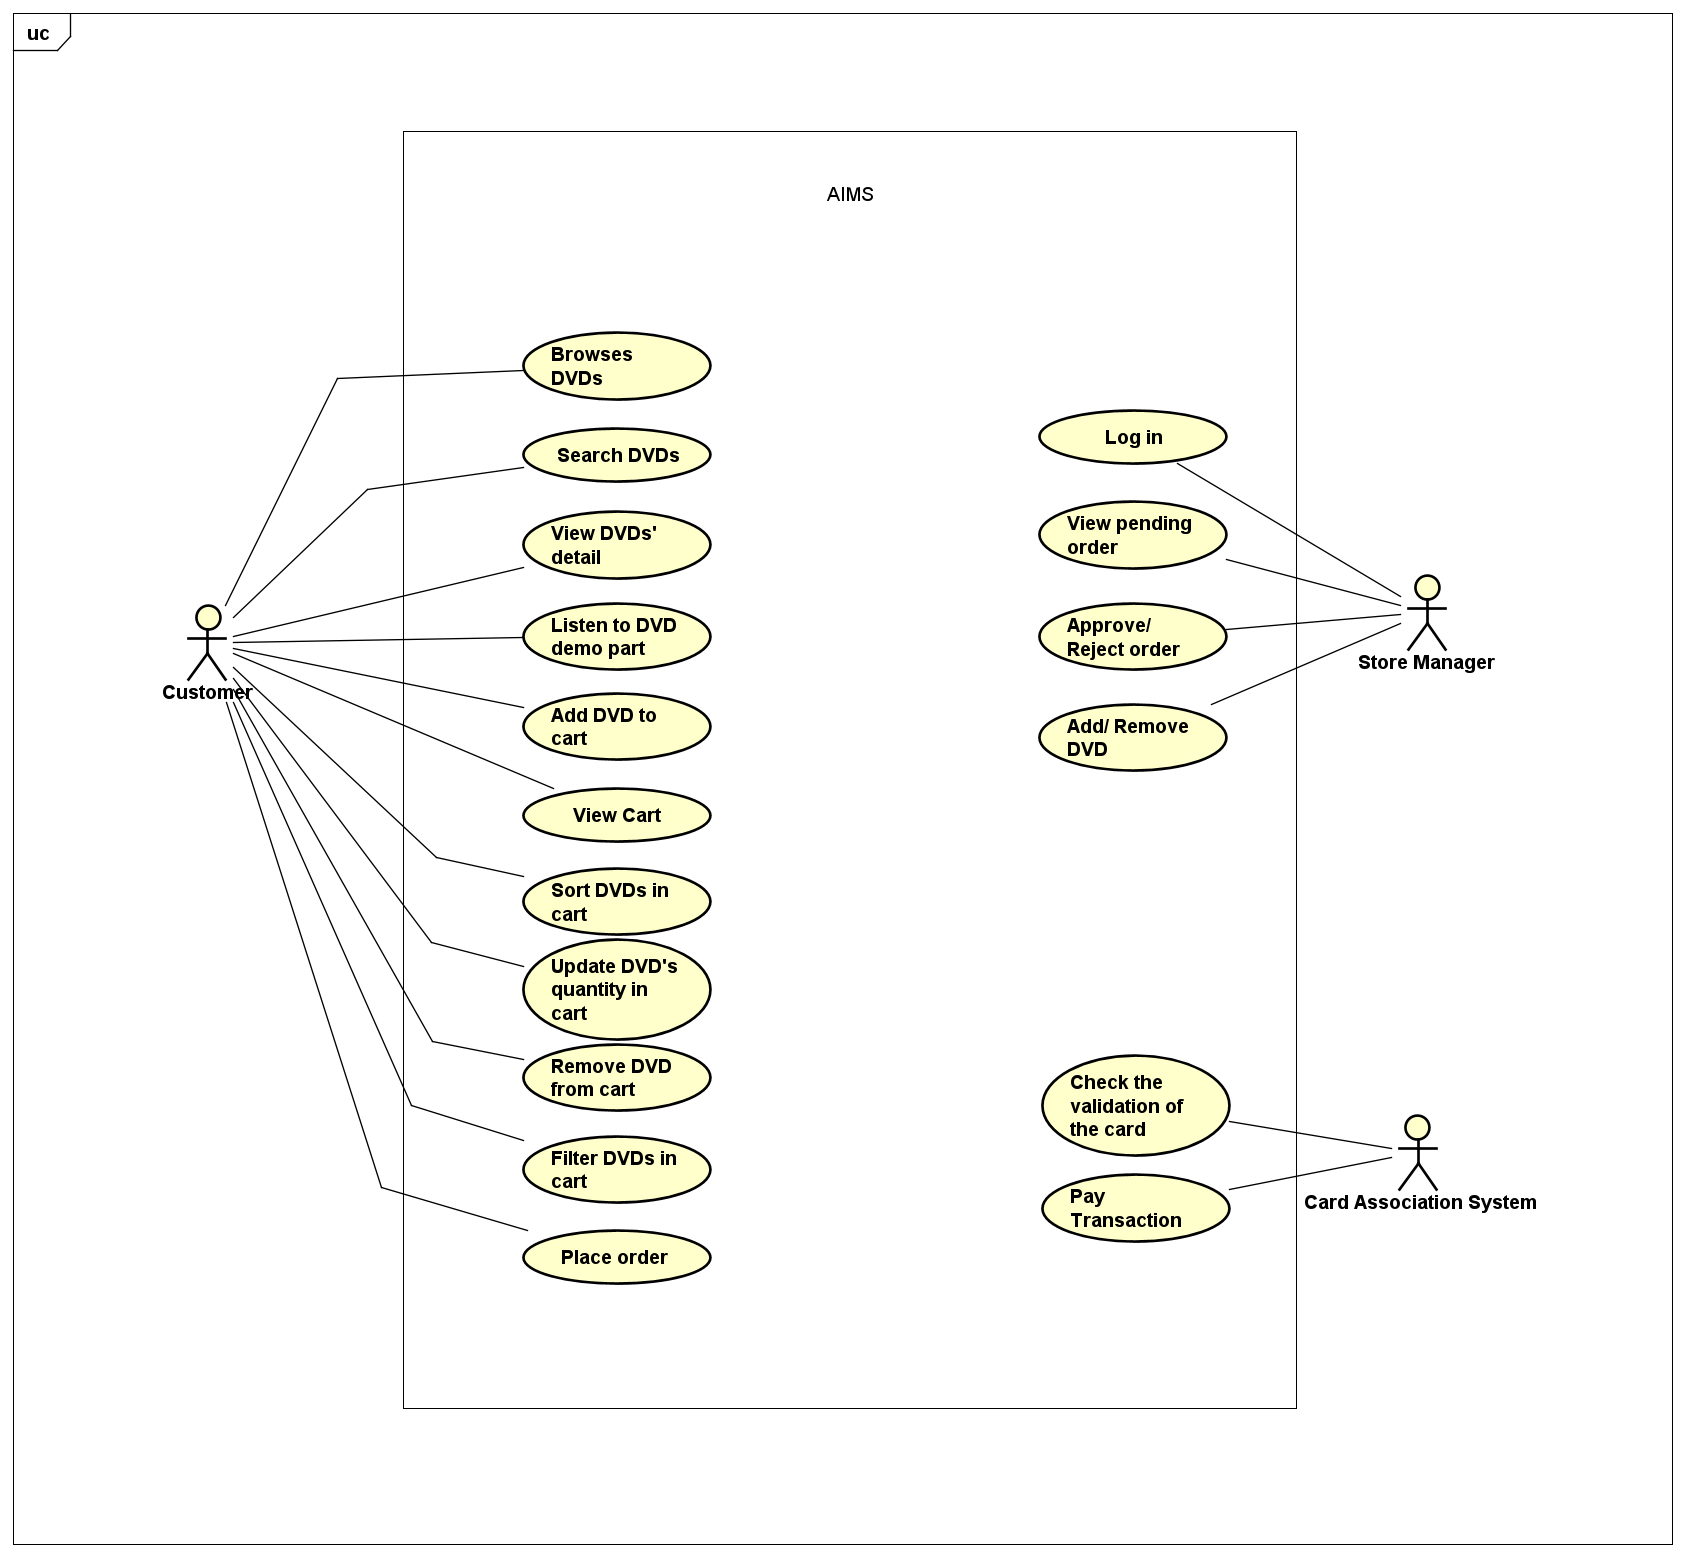 uc
AIMS
Browses
DVDs
Search DVDs
View DVDs'
detail
Listen to DVD
demo part
Add DVD to
cart
View Cart
Sort DVDs in
cart
Update DVD's
quantity in
cart
Remove DVD
from cart
Filter DVDs in
cart
Place order
Customer
Log in
View pending
order
Approve/
Reject order
Add/ Remove
DVD
Store Manager
Check the
validation of
the card
Pay
Transaction
Card Association System